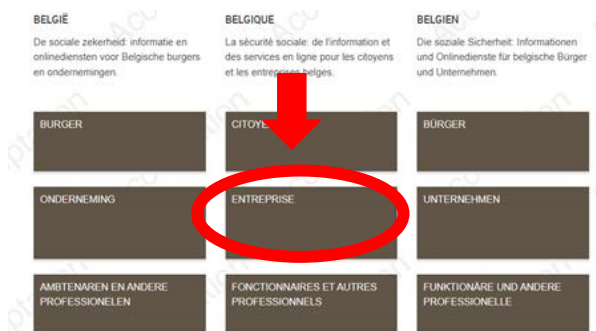 BELGIË
De sociale zekerheid: informatie en
onlinediensten voor Belgische burgers
en ondernemingen.
BURGER
ONDERNEMING
AMBTENAREN EN ANDERE
PROFESSIONELEN
BELGIQUE
La sécurité sociale: de l'information et
des services en ligne pour les citoyens
et les entreprises belges.
ENTREPRISE
FONCTIONNAIRES ET AUTRES
PROFESSIONNELS
BELGIEN
Die soziale Sicherheit: Informationen
und Onlinedienste für belgische Bürger
und Unternehmen.
BÜRGER
UNTERNEHMEN
FUNKTIONÄRE UND ANDERE
PROFESSIONELLE